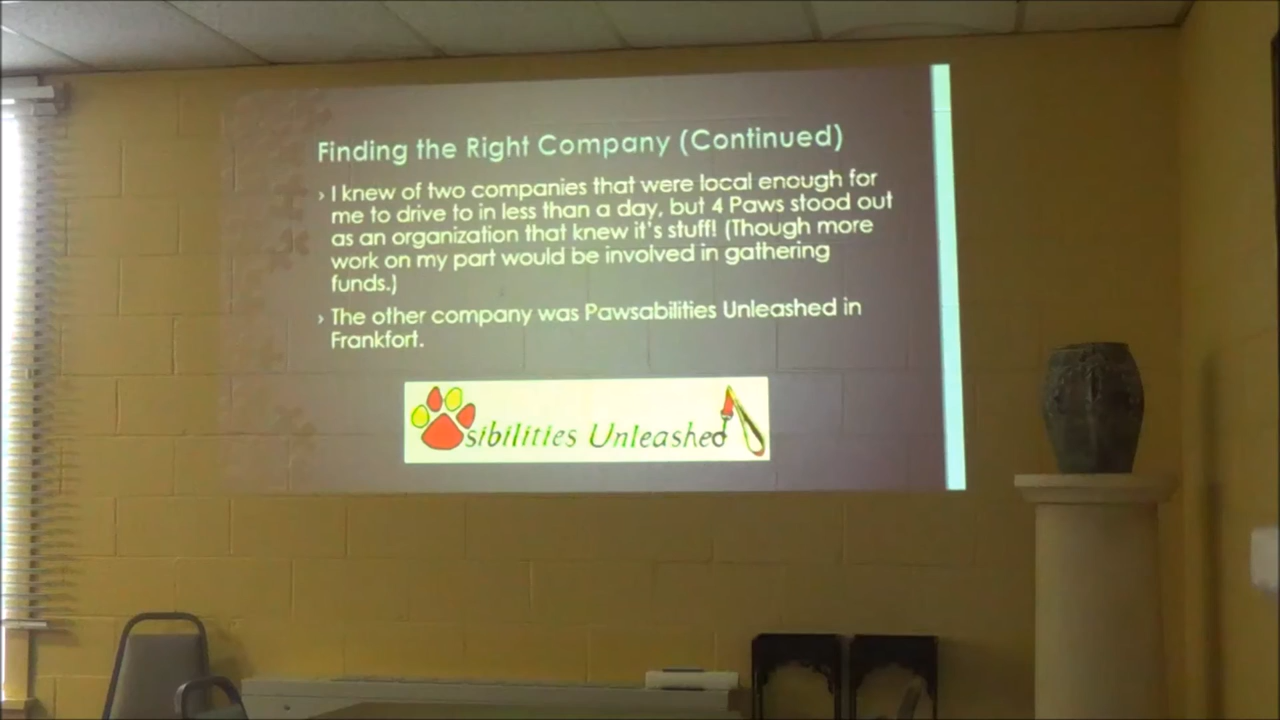 Finding the Right Company (Continued)
› I knew of two companies that were local enough for
me to drive to in less than a day, but 4 Paws stood out
as an organization that knew it's stuff! (Though more
work on my part would be involved in gathering
funds.)
› The other company was Pawsabilities Unleashed in
Frankfort.
sibilities Unleashed